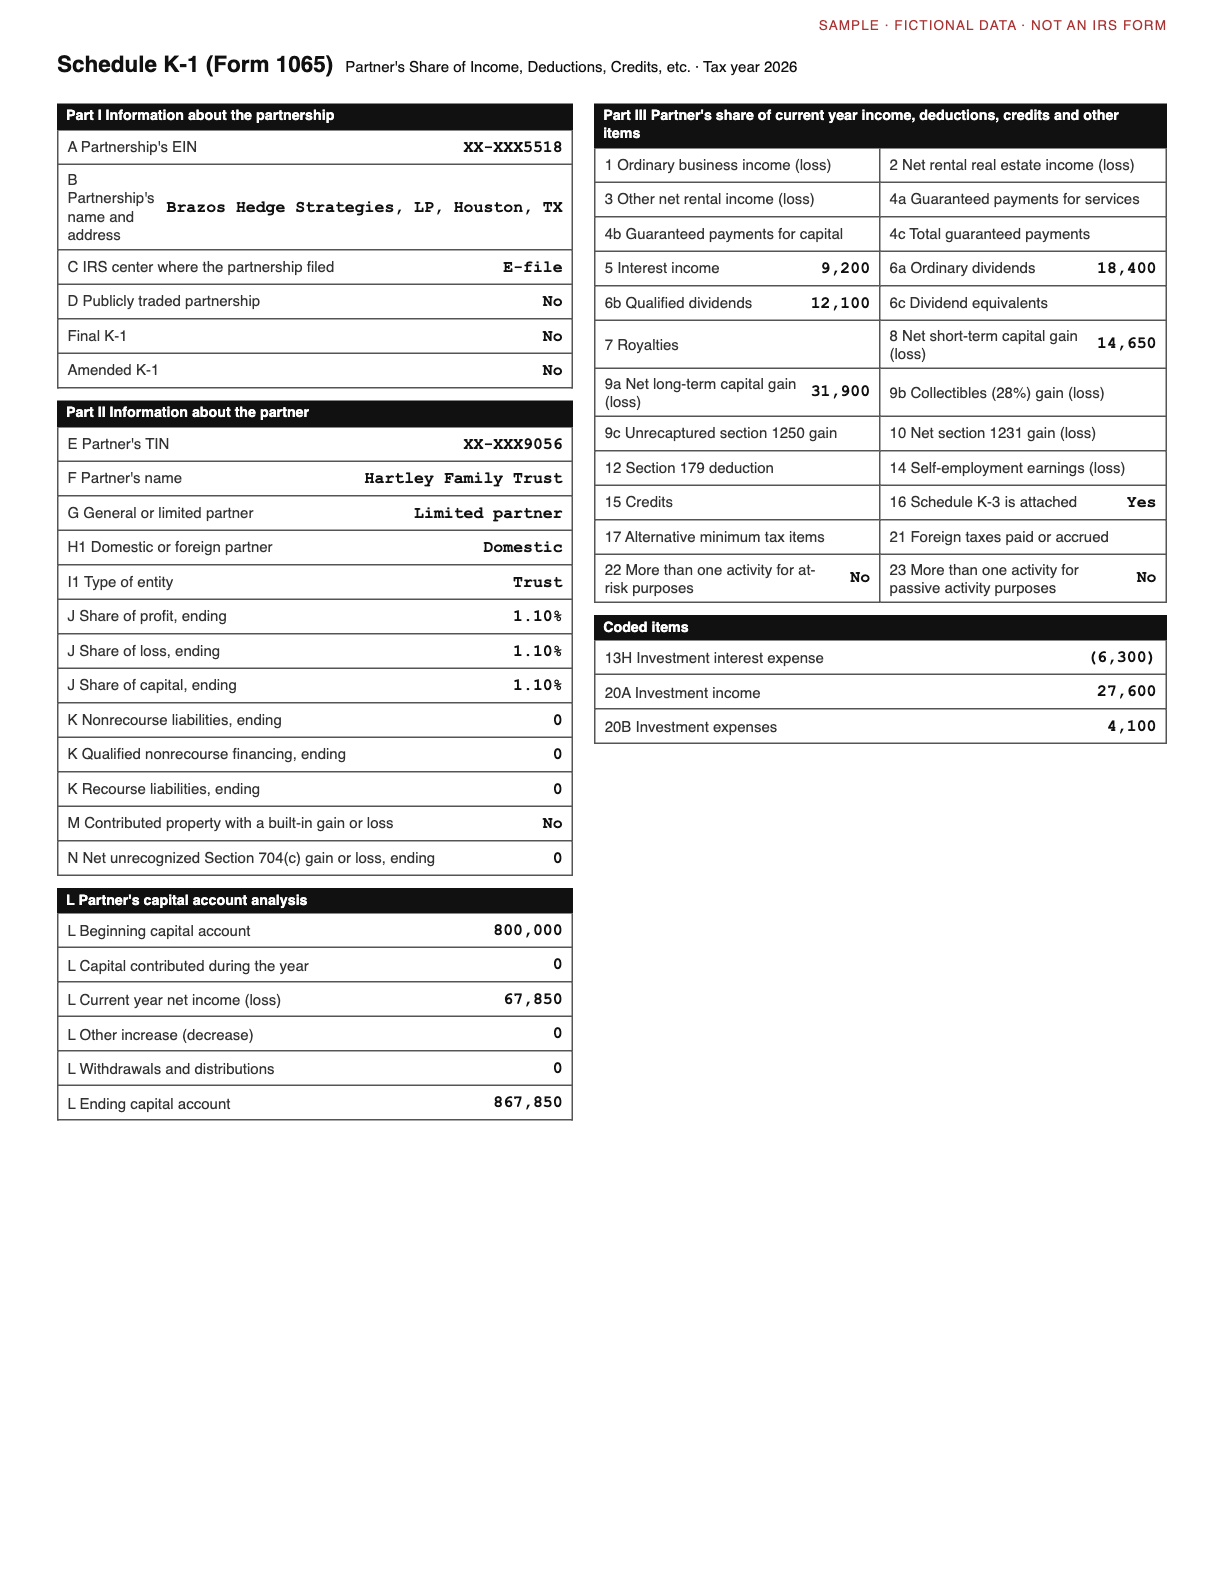 SAMPLE · FICTIONAL DATA · NOT AN IRS FORM
Schedule K-1 (Form 1065) Partner's Share of Income, Deductions, Credits, etc. · Tax year 2026
Part I Information about the partnership
A Partnership's EIN XX-XXX5518
B
Partnership's
name and
address
Brazos Hedge Strategies, LP, Houston, TX
C IRS center where the partnership filed E-file
D Publicly traded partnership No
Final K-1 No
Amended K-1 No
Part II Information about the partner
E Partner's TIN XX-XXX9056
F Partner's name Hartley Family Trust
G General or limited partner Limited partner
H1 Domestic or foreign partner Domestic
I1 Type of entity Trust
J Share of profit, ending 1.10%
J Share of loss, ending 1.10%
J Share of capital, ending 1.10%
K Nonrecourse liabilities, ending 0
K Qualified nonrecourse financing, ending 0
K Recourse liabilities, ending 0
M Contributed property with a built-in gain or loss No
N Net unrecognized Section 704(c) gain or loss, ending 0
L Partner's capital account analysis
L Beginning capital account 800,000
L Capital contributed during the year 0
L Current year net income (loss) 67,850
L Other increase (decrease) 0
L Withdrawals and distributions 0
L Ending capital account 867,850
Part III Partner's share of current year income, deductions, credits and other
items
1 Ordinary business income (loss)
2 Net rental real estate income (loss)
3 Other net rental income (loss)
4a Guaranteed payments for services
4b Guaranteed payments for capital
4c Total guaranteed payments
5 Interest income 9,200
6a Ordinary dividends 18,400
6b Qualified dividends 12,100
6c Dividend equivalents
7 Royalties
8 Net short-term capital gain
(loss)
14,650
9a Net long-term capital gain
(loss)
31,900
9b Collectibles (28%) gain (loss)
9c Unrecaptured section 1250 gain
10 Net section 1231 gain (loss)
12 Section 179 deduction
14 Self-employment earnings (loss)
15 Credits
16 Schedule K-3 is attached Yes
17 Alternative minimum tax items
21 Foreign taxes paid or accrued
22 More than one activity for at-
risk purposes
No
23 More than one activity for
passive activity purposes
No
Coded items
13H Investment interest expense (6,300)
20A Investment income 27,600
20B Investment expenses 4,100